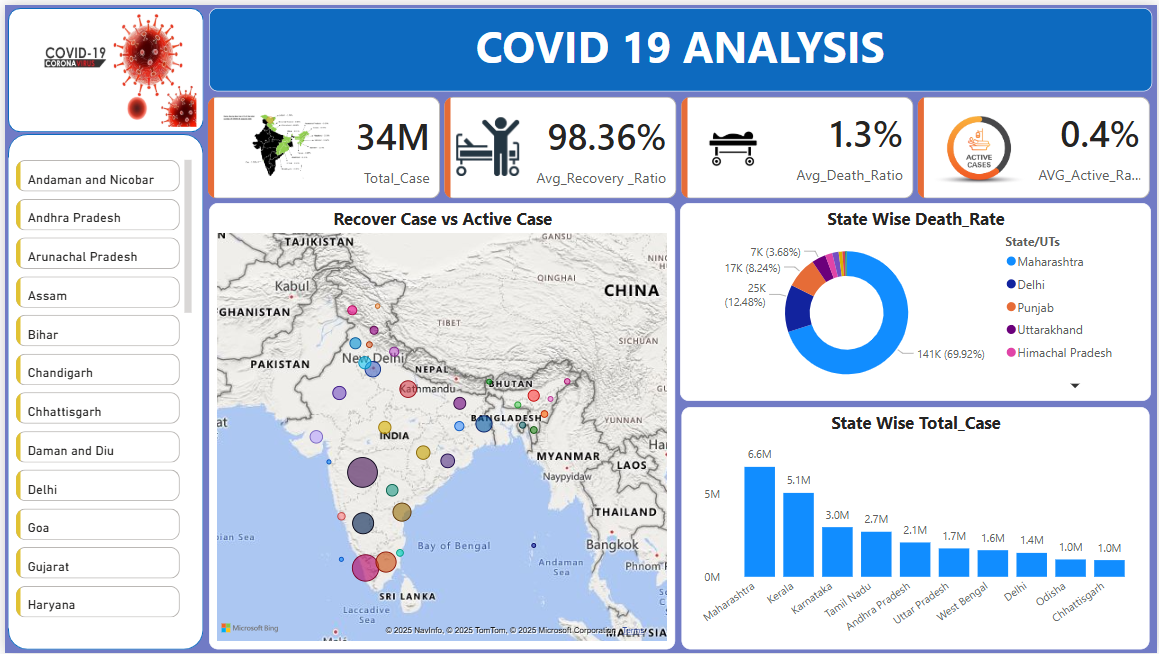 COVID-19
CORONAVIRUS
COVID 19 ANALYSIS
34M
Total_Case
98.36%
Avg_Recovery _Ratio
1.3%
Avg_Death_Ratio
ACTIVE
CASES
0.4%
AVG_Active_Ra...
Andaman and Nicobar
Andhra Pradesh
Arunachal Pradesh
Assam
Bihar
Chandigarh
Chhattisgarh
Daman and Diu
Delhi
Goa
Gujarat
Haryana
Recover Case vs Active Case
GANSU
TAJIKISTAN
QINGHAI
Kabul
CHINA
GHANISTAN
TIBET
SICHUAN
PAKISTAN
New Delhi
NEPAL
Kathmandu
BHUTAN
BANGLADESH
YUNNAN
INDIA
MYANMAR
LAOS
Naypyidaw
THAILAND
Bay of Bengal
Bangkok
Andaman
Sea
SRI LANKA
Laccadive
Sea
MALAYSIA
Microsoft Bing
© 2025 NavInfo, © 2025 TomTom, © 2025 Microsoft Corporation Terms
State Wise Death_Rate
7K (3.68%)
17K (8.24%)
25K
(12.48%)
141K (69.92%)
State/UTs
Maharashtra
Delhi
Punjab
Uttarakhand
Himachal Pradesh
State Wise Total_Case
6.6M
5.1M
3.0M
2.7M
2.1M
1.7M
1.6M
1.4M
1.0M
1.0M
5M
0M
Maharashtra
Kerala
Karnataka
Tamil Nadu
Andhra Pradesh
Uttar Pradesh
West Bengal
Delhi
Odisha
Chhattisgarh